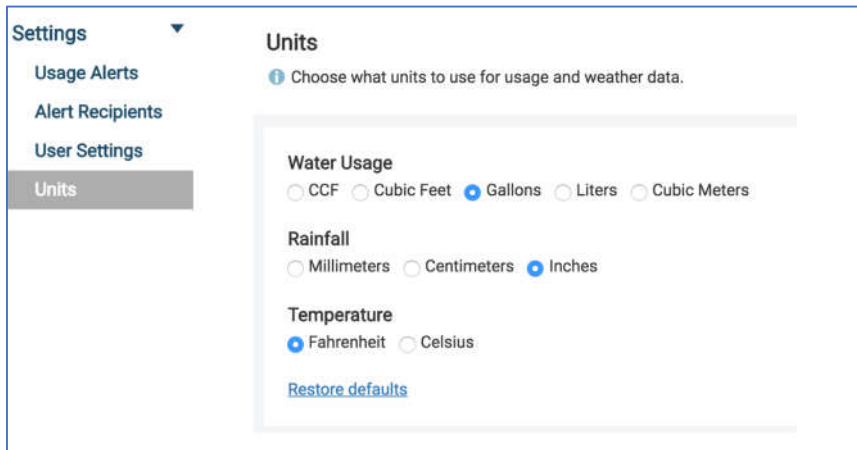 Settings
Usage Alerts
Alert Recipients
User Settings
Units
Units
Choose what units to use for usage and weather data.
Water Usage
CCF Cubic Feet Gallons Liters Cubic Meters
Rainfall
Millimeters Centimeters Inches
Temperature
Fahrenheit Celsius
Restore defaults